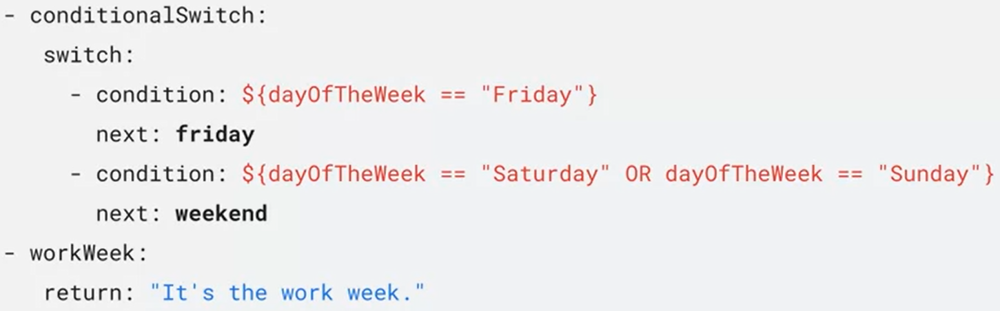 - conditionalSwitch:
switch:
- condition: ${dayOfTheWeek == "Friday"}
next: friday
- condition: ${dayOfTheWeek == "Saturday" OR dayOfTheWeek == "Sunday"}
next: weekend
- workWeek:
return: "It's the work week."